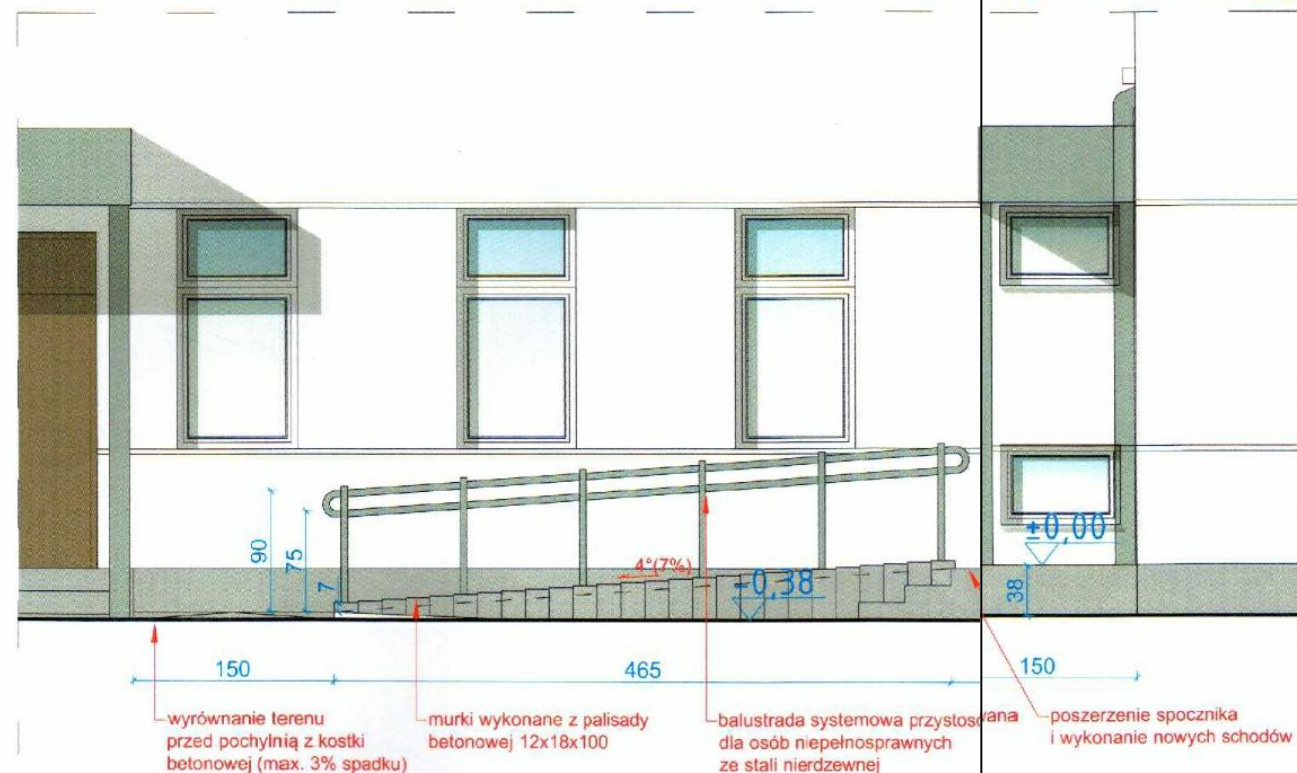 ±0,00
90
75
7
4°(7%)
-0,38
38
150
465
150
wyrównanie terenu
przed pochylnią z kostki
betonowej (max. 3% spadku)
murki wykonane z palisady
betonowej 12x18x100
balustrada systemowa przystosowana
dla osób niepełnosprawnych
ze stali nierdzewnej
poszerzenie spocznika
i wykonanie nowych schodów